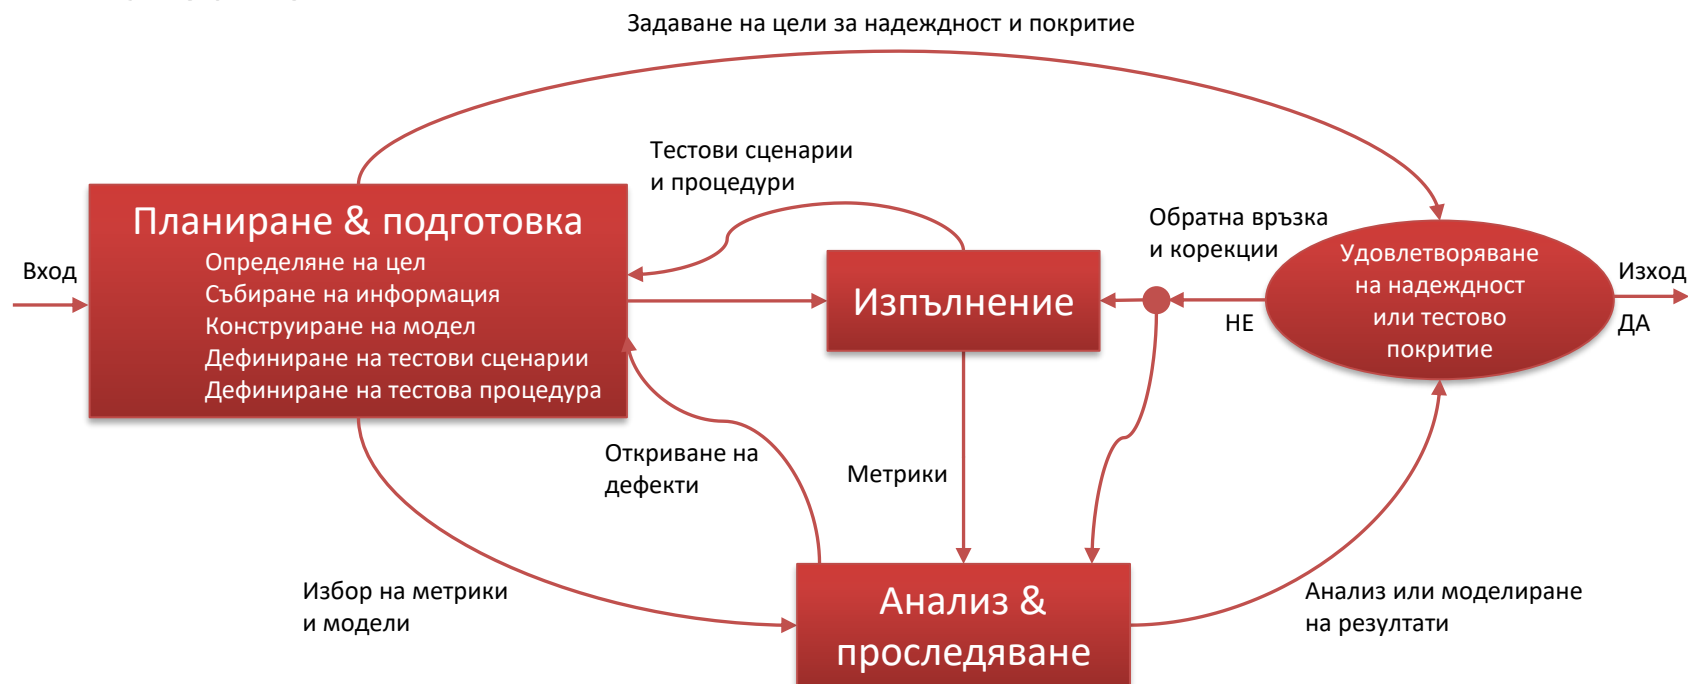 Задаване на цели за надеждност и покритие
Тестови сценарии
и процедури
Планиране & подготовка
Определяне на цел
Събиране на информация
Конструиране на модел
Дефиниране на тестови сценарии
Дефиниране на тестова процедура
Вход
Изпълнение
Обратна връзка
и корекции
НЕ
Удовлетворяване
на надеждност
или тестово
покритие
Изход
ДА
Откриване на
дефекти
Метрики
Избор на метрики
и модели
Анализ &
проследяване
Анализ или моделиране
на резултати